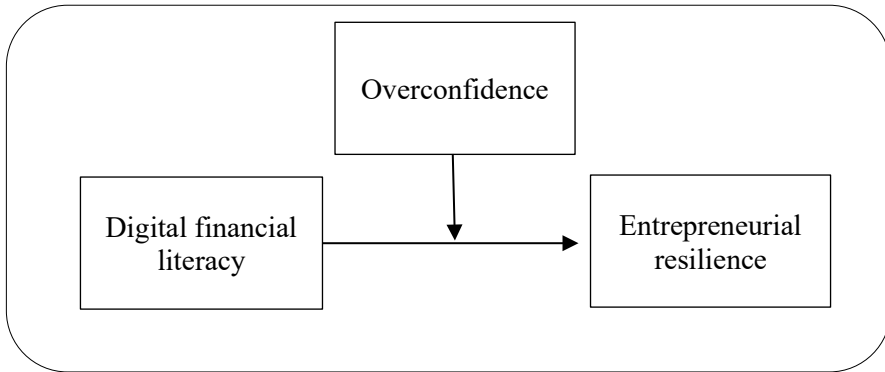 Overconfidence
Digital financial
literacy
Entrepreneurial
resilience